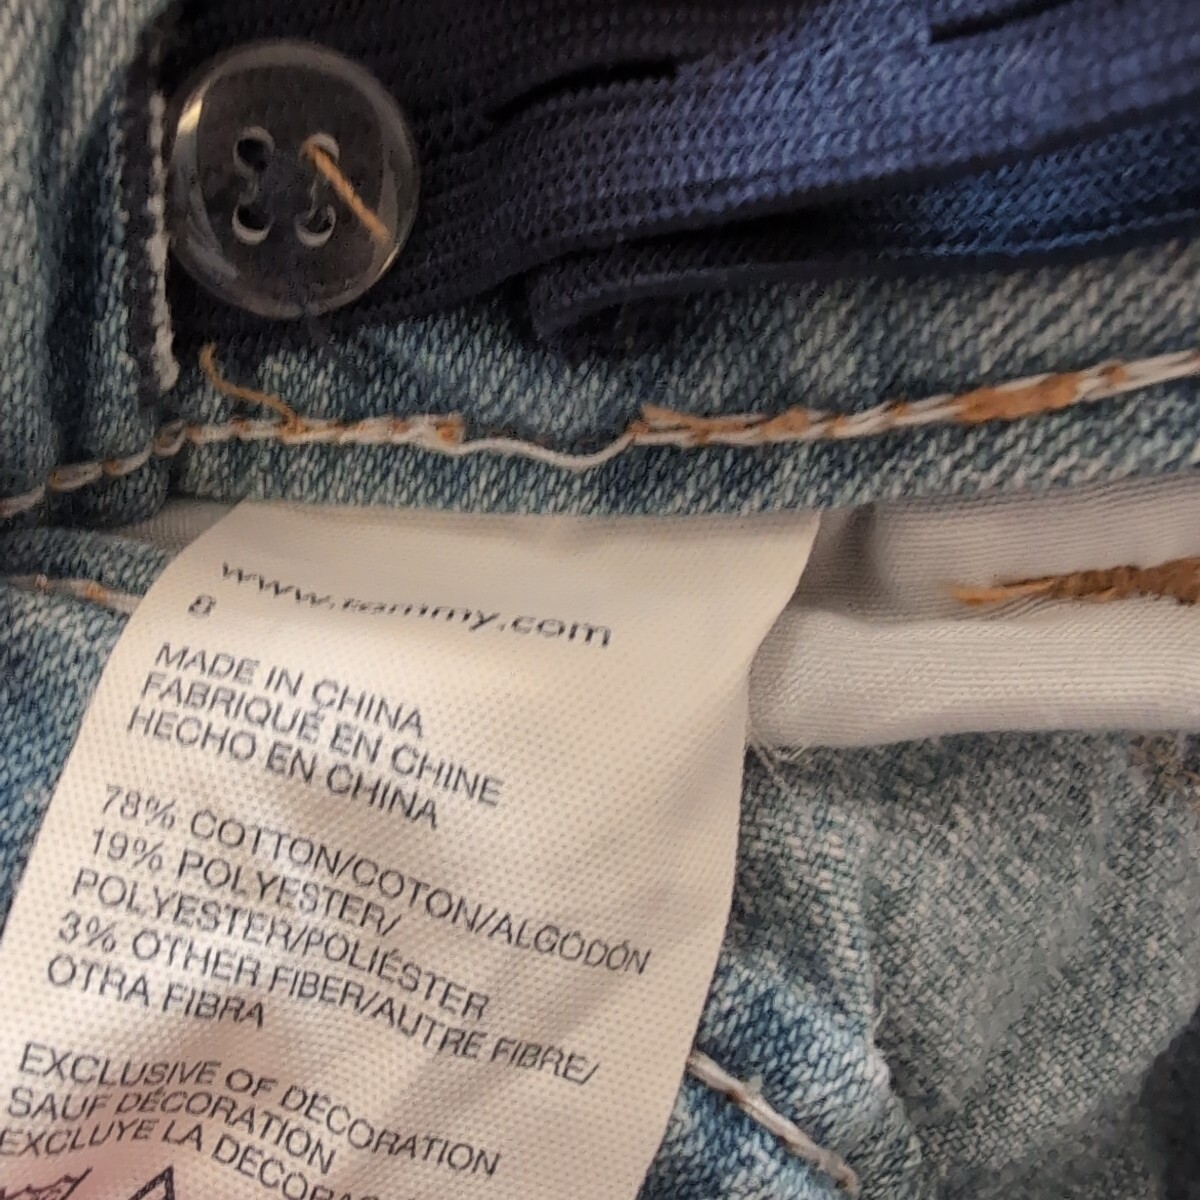 www.tommy.com
8
MADE IN CHINA
FABRIQUÉ EN CHINE
HECHO EN CHINA
78% COTTON/COTON/ALGODÓN
19% POLYESTER/
POLYESTER/POLIÉSTER
3% OTHER FIBER/AUTRE FIBRE/
OTRA FIBRA
EXCLUSIVE OF DECORATION
SAUF DÉCORATION
EXCLUYE LA